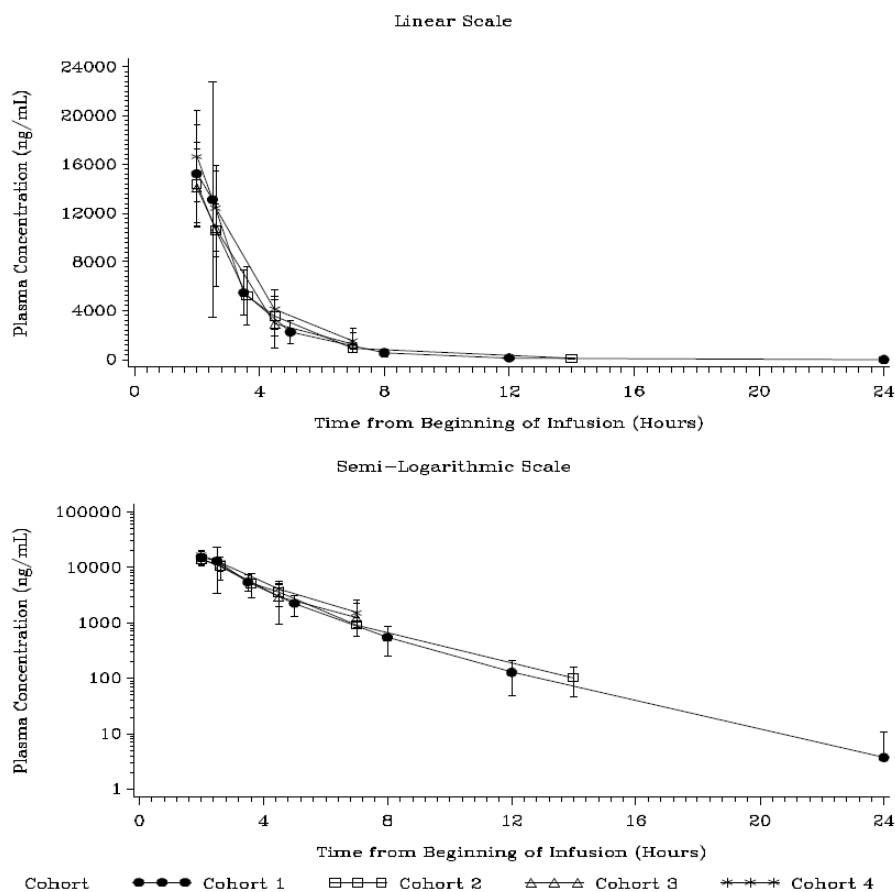 Linear Scale
Plasma Concentration (ng/mL)
24000
20000
16000
12000
8000
4000
0
0 4 8 12 16 20 24
Time from Beginning of Infusion (Hours)
Semi-Logarithmic Scale
Plasma Concentration (ng/mL)
100000
10000
1000
100
10
1
0 4 8 12 16 20 24
Time from Beginning of Infusion (Hours)
Cohort Cohort 1 Cohort 2 Cohort 3 Cohort 4